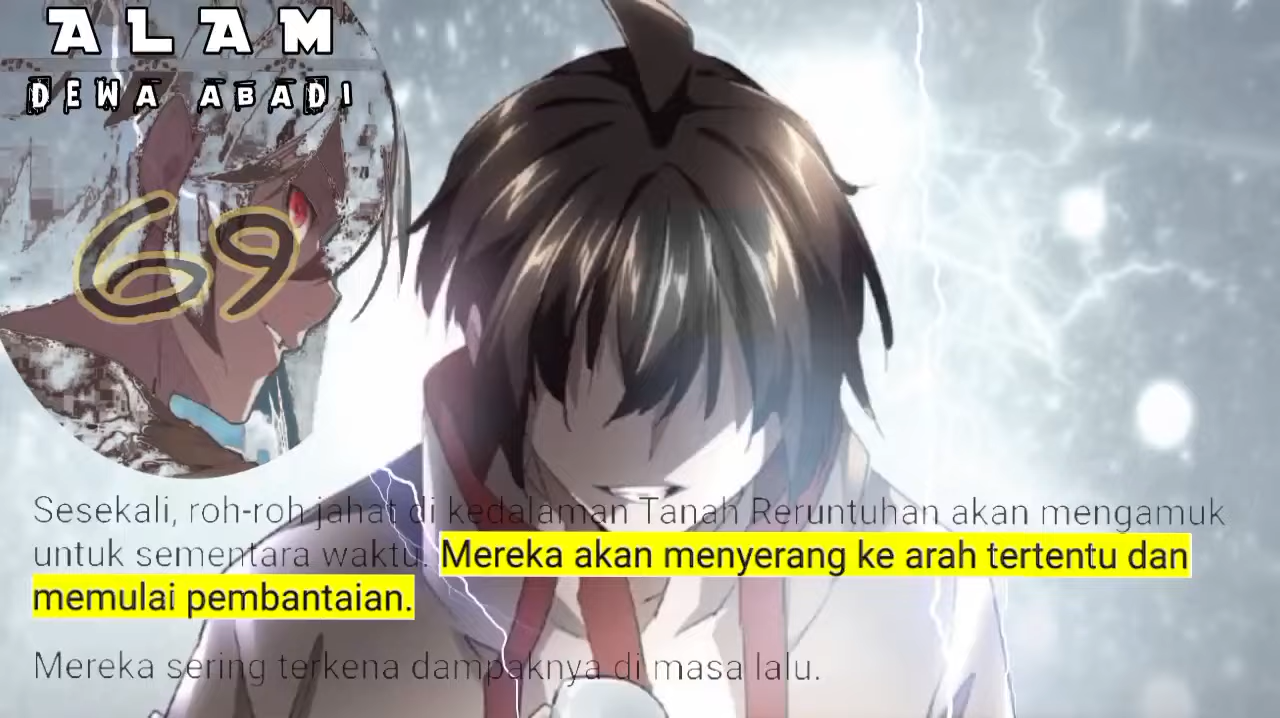 ALAM
DEWA ABADI
69
Sesekali, roh-roh jahat di kedalaman Tanah Reruntuhan akan mengamuk
untuk sementara waktu. Mereka akan menyerang ke arah tertentu dan
memulai pembantaian.
Mereka sering terkena dampaknya di masa lalu.